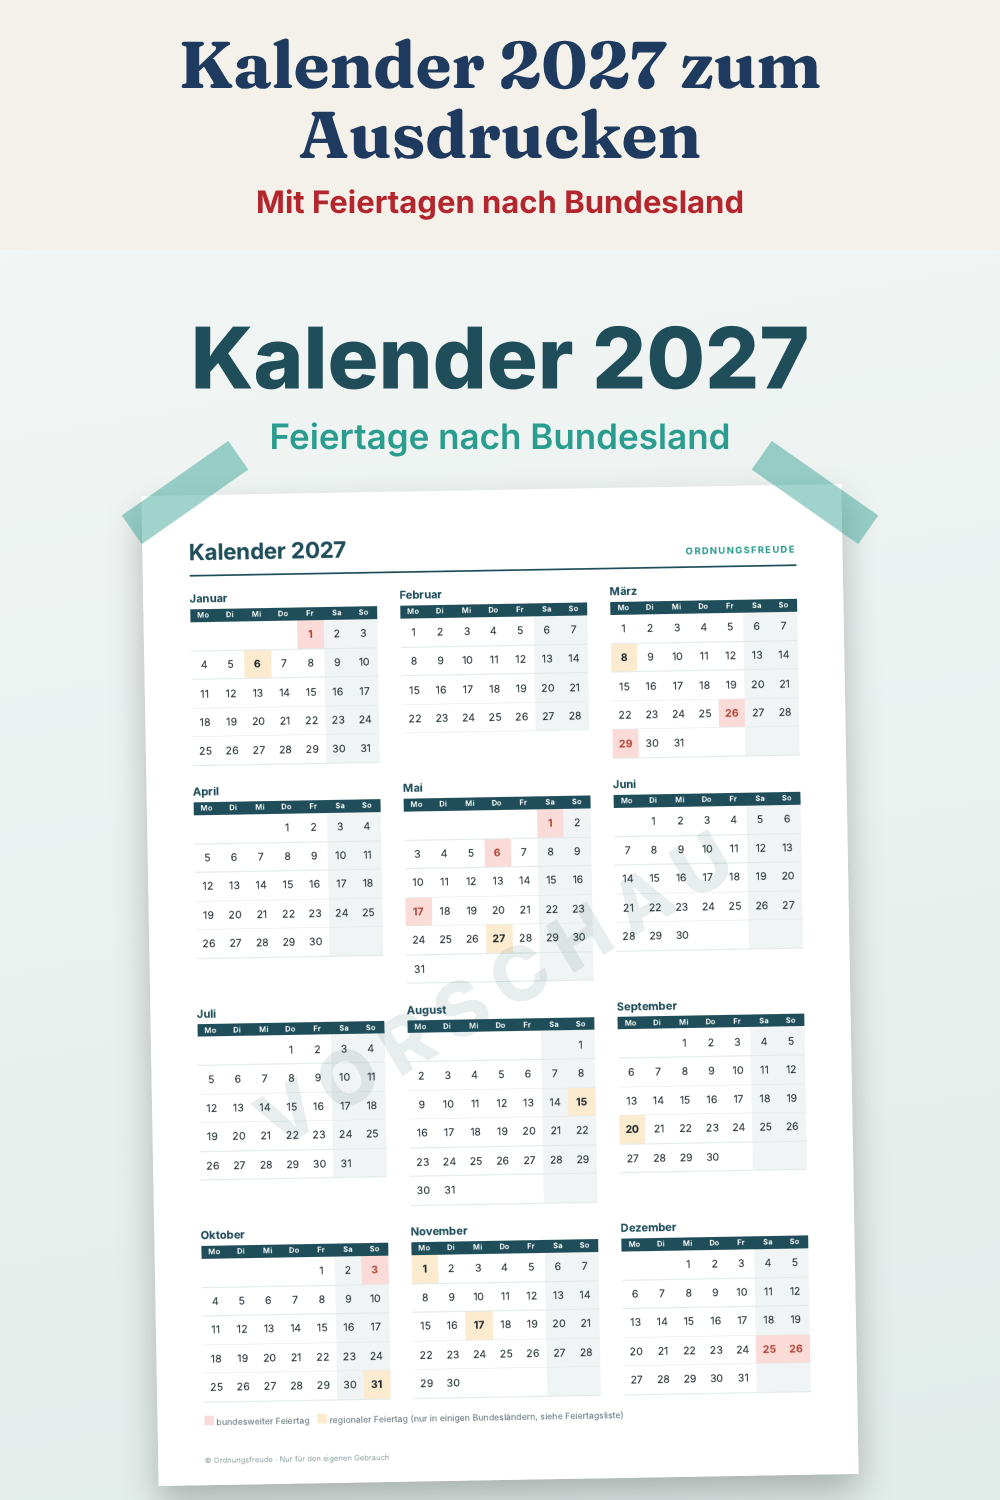 Kalender 2027 zum
Ausdrucken
Mit Feiertagen nach Bundesland
Kalender 2027
Feiertage nach Bundesland
Kalender 2027
ORDNUNGSFREUDE
Januar
Mo Di Mi Do Fr Sa So
1 2 3
4 5 6 7 8 9 10
11 12 13 14 15 16 17
18 19 20 21 22 23 24
25 26 27 28 29 30 31
Februar
Mo Di Mi Do Fr Sa So
1 2 3 4 5 6 7
8 9 10 11 12 13 14
15 16 17 18 19 20 21
22 23 24 25 26 27 28
März
Mo Di Mi Do Fr Sa So
1 2 3 4 5 6 7
8 9 10 11 12 13 14
15 16 17 18 19 20 21
22 23 24 25 26 27 28
29 30 31
April
Mo Di Mi Do Fr Sa So
1 2 3 4
5 6 7 8 9 10 11
12 13 14 15 16 17 18
19 20 21 22 23 24 25
26 27 28 29 30
Mai
Mo Di Mi Do Fr Sa So
1 2
3 4 5 6 7 8 9
10 11 12 13 14 15 16
17 18 19 20 21 22 23
24 25 26 27 28 29 30
31
Juni
Mo Di Mi Do Fr Sa So
1 2 3 4 5 6
7 8 9 10 11 12 13
14 15 16 17 18 19 20
21 22 23 24 25 26 27
28 29 30
VORSCHAU
Juli
Mo Di Mi Do Fr Sa So
1 2 3 4
5 6 7 8 9 10 11
12 13 14 15 16 17 18
19 20 21 22 23 24 25
26 27 28 29 30 31
August
Mo Di Mi Do Fr Sa So
1
2 3 4 5 6 7 8
9 10 11 12 13 14 15
16 17 18 19 20 21 22
23 24 25 26 27 28 29
30 31
September
Mo Di Mi Do Fr Sa So
1 2 3 4 5
6 7 8 9 10 11 12
13 14 15 16 17 18 19
20 21 22 23 24 25 26
27 28 29 30
Oktober
Mo Di Mi Do Fr Sa So
1 2 3
4 5 6 7 8 9 10
11 12 13 14 15 16 17
18 19 20 21 22 23 24
25 26 27 28 29 30 31
November
Mo Di Mi Do Fr Sa So
1 2 3 4 5 6 7
8 9 10 11 12 13 14
15 16 17 18 19 20 21
22 23 24 25 26 27 28
29 30
Dezember
Mo Di Mi Do Fr Sa So
1 2 3 4 5
6 7 8 9 10 11 12
13 14 15 16 17 18 19
20 21 22 23 24 25 26
27 28 29 30 31
bundesweiter Feiertag regionaler Feiertag (nur in einigen Bundesländern, siehe Feiertagsliste)
© Ordnungsfreude · Nur für den eigenen Gebrauch